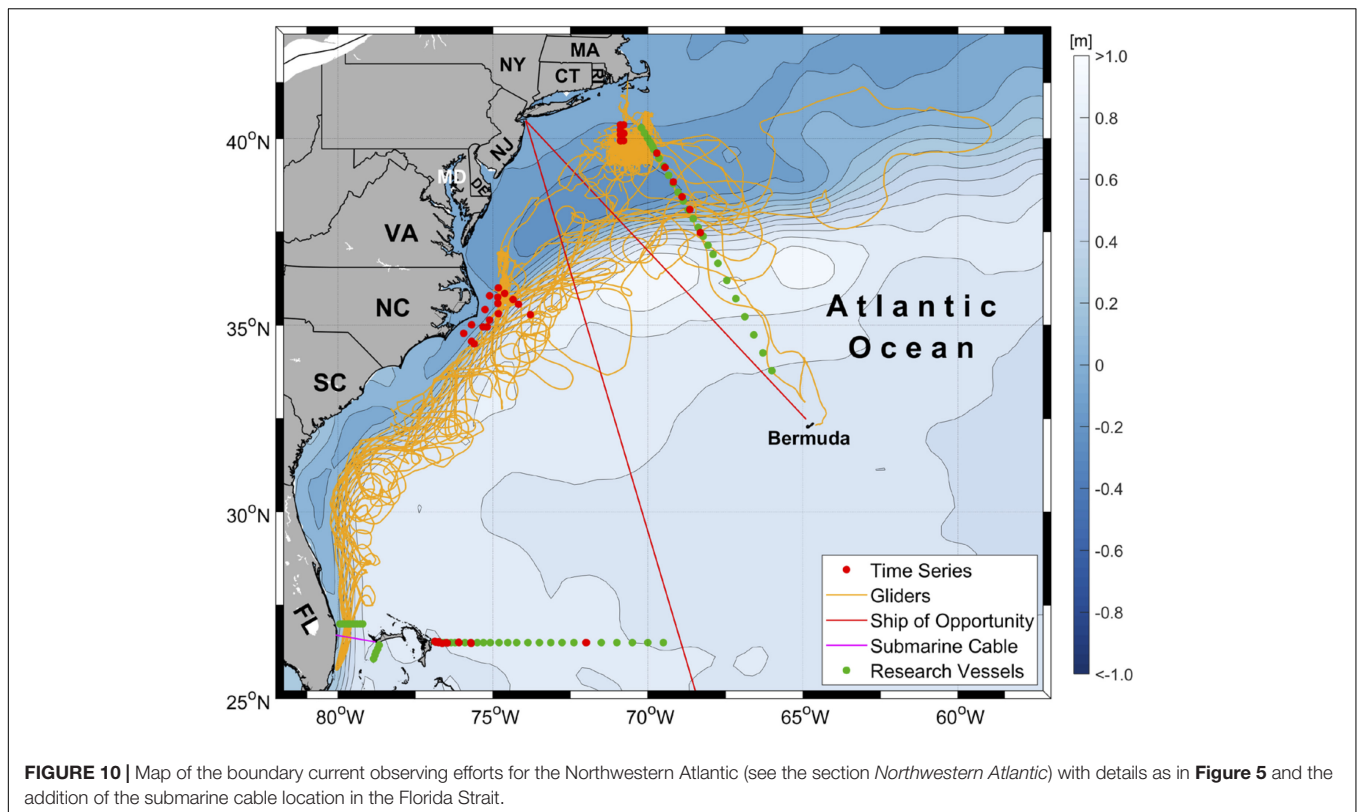 [m]
>1.0
0.8
0.6
0.4
0.2
0
-0.2
-0.4
-0.6
-0.8
<-1.0
40°N
35°N
30°N
25°N
80°W
75°W
70°W
65°W
60°W
NY
MA
CT
RI
NJ
MD
DE
VA
NC
SC
FL
Atlantic
Ocean
Bermuda
Time Series
Gliders
Ship of Opportunity
Submarine Cable
Research Vessels
FIGURE 10 | Map of the boundary current observing efforts for the Northwestern Atlantic (see the section Northwestern Atlantic) with details as in Figure 5 and the
addition of the submarine cable location in the Florida Strait.